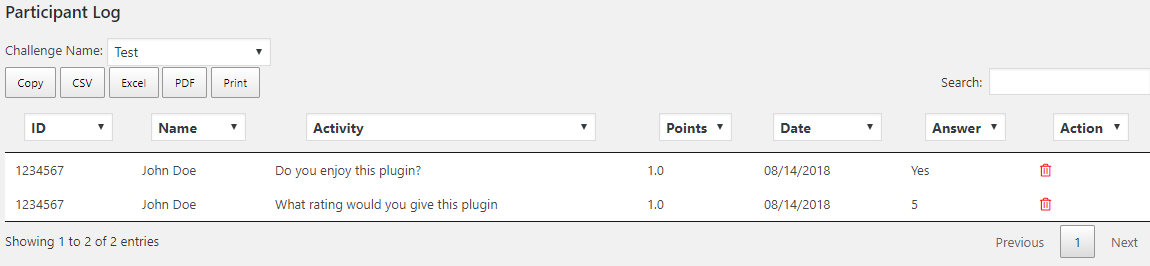 Participant Log
Challenge Name: Test
Copy CSV Excel PDF Print Search:
ID Name Activity Points Date Answer Action
1234567 John Doe Do you enjoy this plugin? 1.0 08/14/2018 Yes
1234567 John Doe What rating would you give this plugin 1.0 08/14/2018 5
Showing 1 to 2 of 2 entries Previous 1 Next